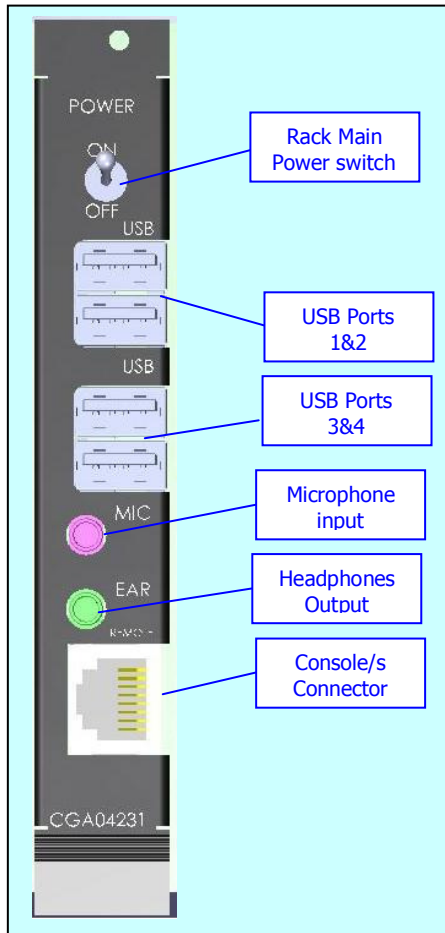 POWER
ON
OFF
USB
USB
MIC
EAR
REMOTE
CGA04231
Rack Main
Power switch
USB Ports
1&2
USB Ports
3&4
Microphone
input
Headphones
Output
Console/s
Connector